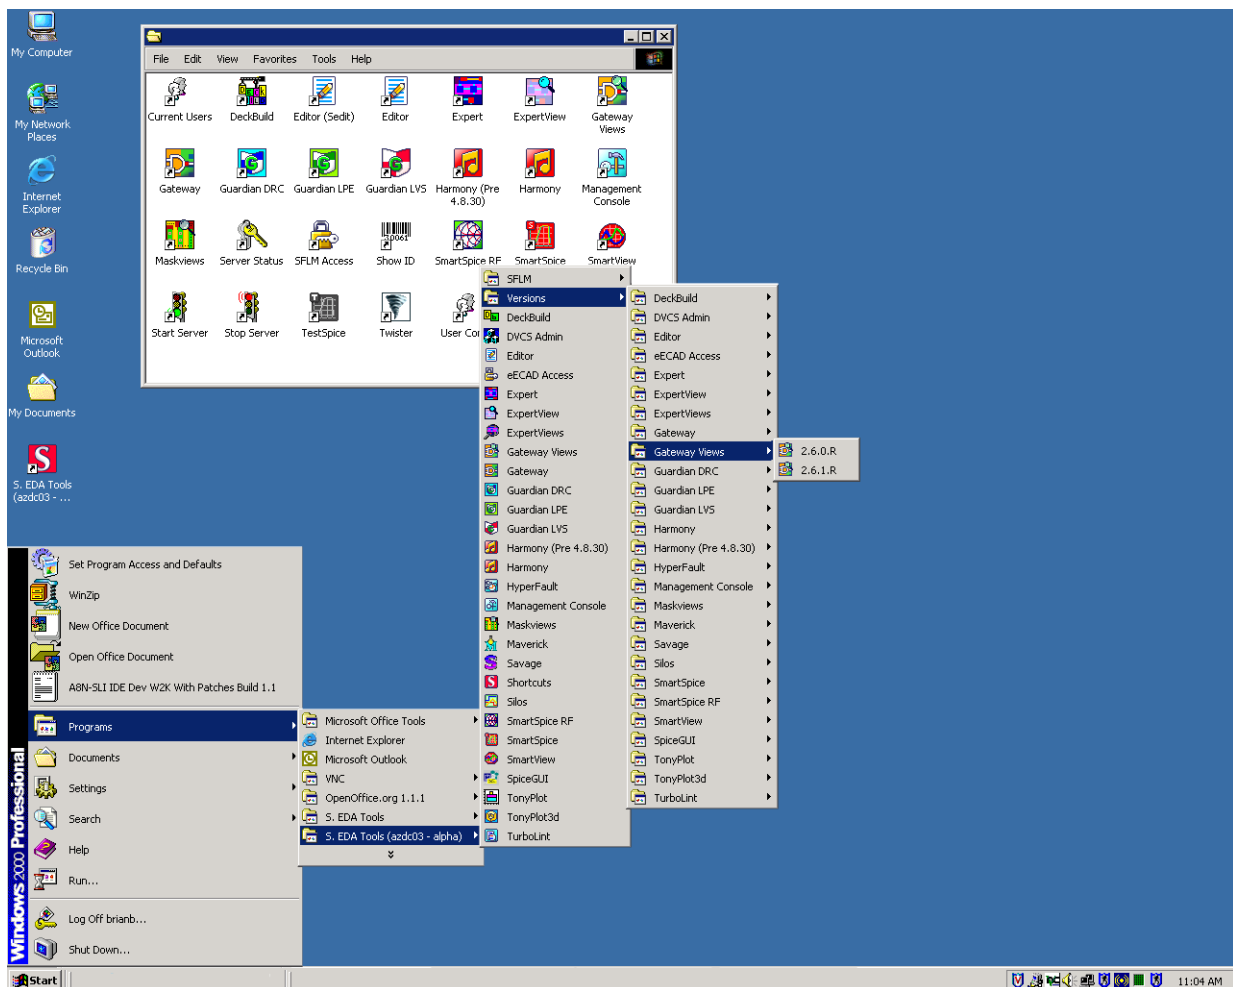 My Computer
My Network
Places
Internet
Explorer
Recycle Bin
Microsoft
Outlook
My Documents
S. EDA Tools
(azdc03 - ...
File Edit View Favorites Tools Help
Current Users DeckBuild Editor (Sedit) Editor Expert ExpertView Gateway
Views
Gateway Guardian DRC Guardian LPE Guardian LVS Harmony (Pre
4.8.30) Harmony Management
Console
Maskviews Server Status SFLM Access Show ID SmartSpice RF SmartSpice SmartView
Start Server Stop Server TestSpice Twister User Co
SFLM
Versions
DeckBuild
DVCS Admin
Editor
eECAD Access
Expert
ExpertView
ExpertViews
Gateway Views
Gateway
Guardian DRC
Guardian LPE
Guardian LVS
Harmony (Pre 4.8.30)
Harmony
HyperFault
Management Console
Maskviews
Maverick
Savage
Shortcuts
Silos
SmartSpice RF
SmartSpice
SmartView
SpiceGUI
TonyPlot
TonyPlot3d
TurboLint
DeckBuild
DVCS Admin
Editor
eECAD Access
Expert
ExpertView
ExpertViews
Gateway
Gateway Views
Guardian DRC
Guardian LPE
Guardian LVS
Harmony
Harmony (Pre 4.8.30)
HyperFault
Management Console
Maskviews
Maverick
Savage
Silos
SmartSpice
SmartSpice RF
SmartView
SpiceGUI
TonyPlot
TonyPlot3d
TurboLint
2.6.0.R
2.6.1.R
Set Program Access and Defaults
WinZip
New Office Document
Open Office Document
A8N-SLI IDE Dev W2K With Patches Build 1.1
Programs
Documents
Settings
Search
Help
Run...
Log Off brianb...
Shut Down...
Windows 2000 Professional
Microsoft Office Tools
Internet Explorer
Microsoft Outlook
VNC
OpenOffice.org 1.1.1
S. EDA Tools
S. EDA Tools (azdc03 - alpha)
Start
11:04 AM